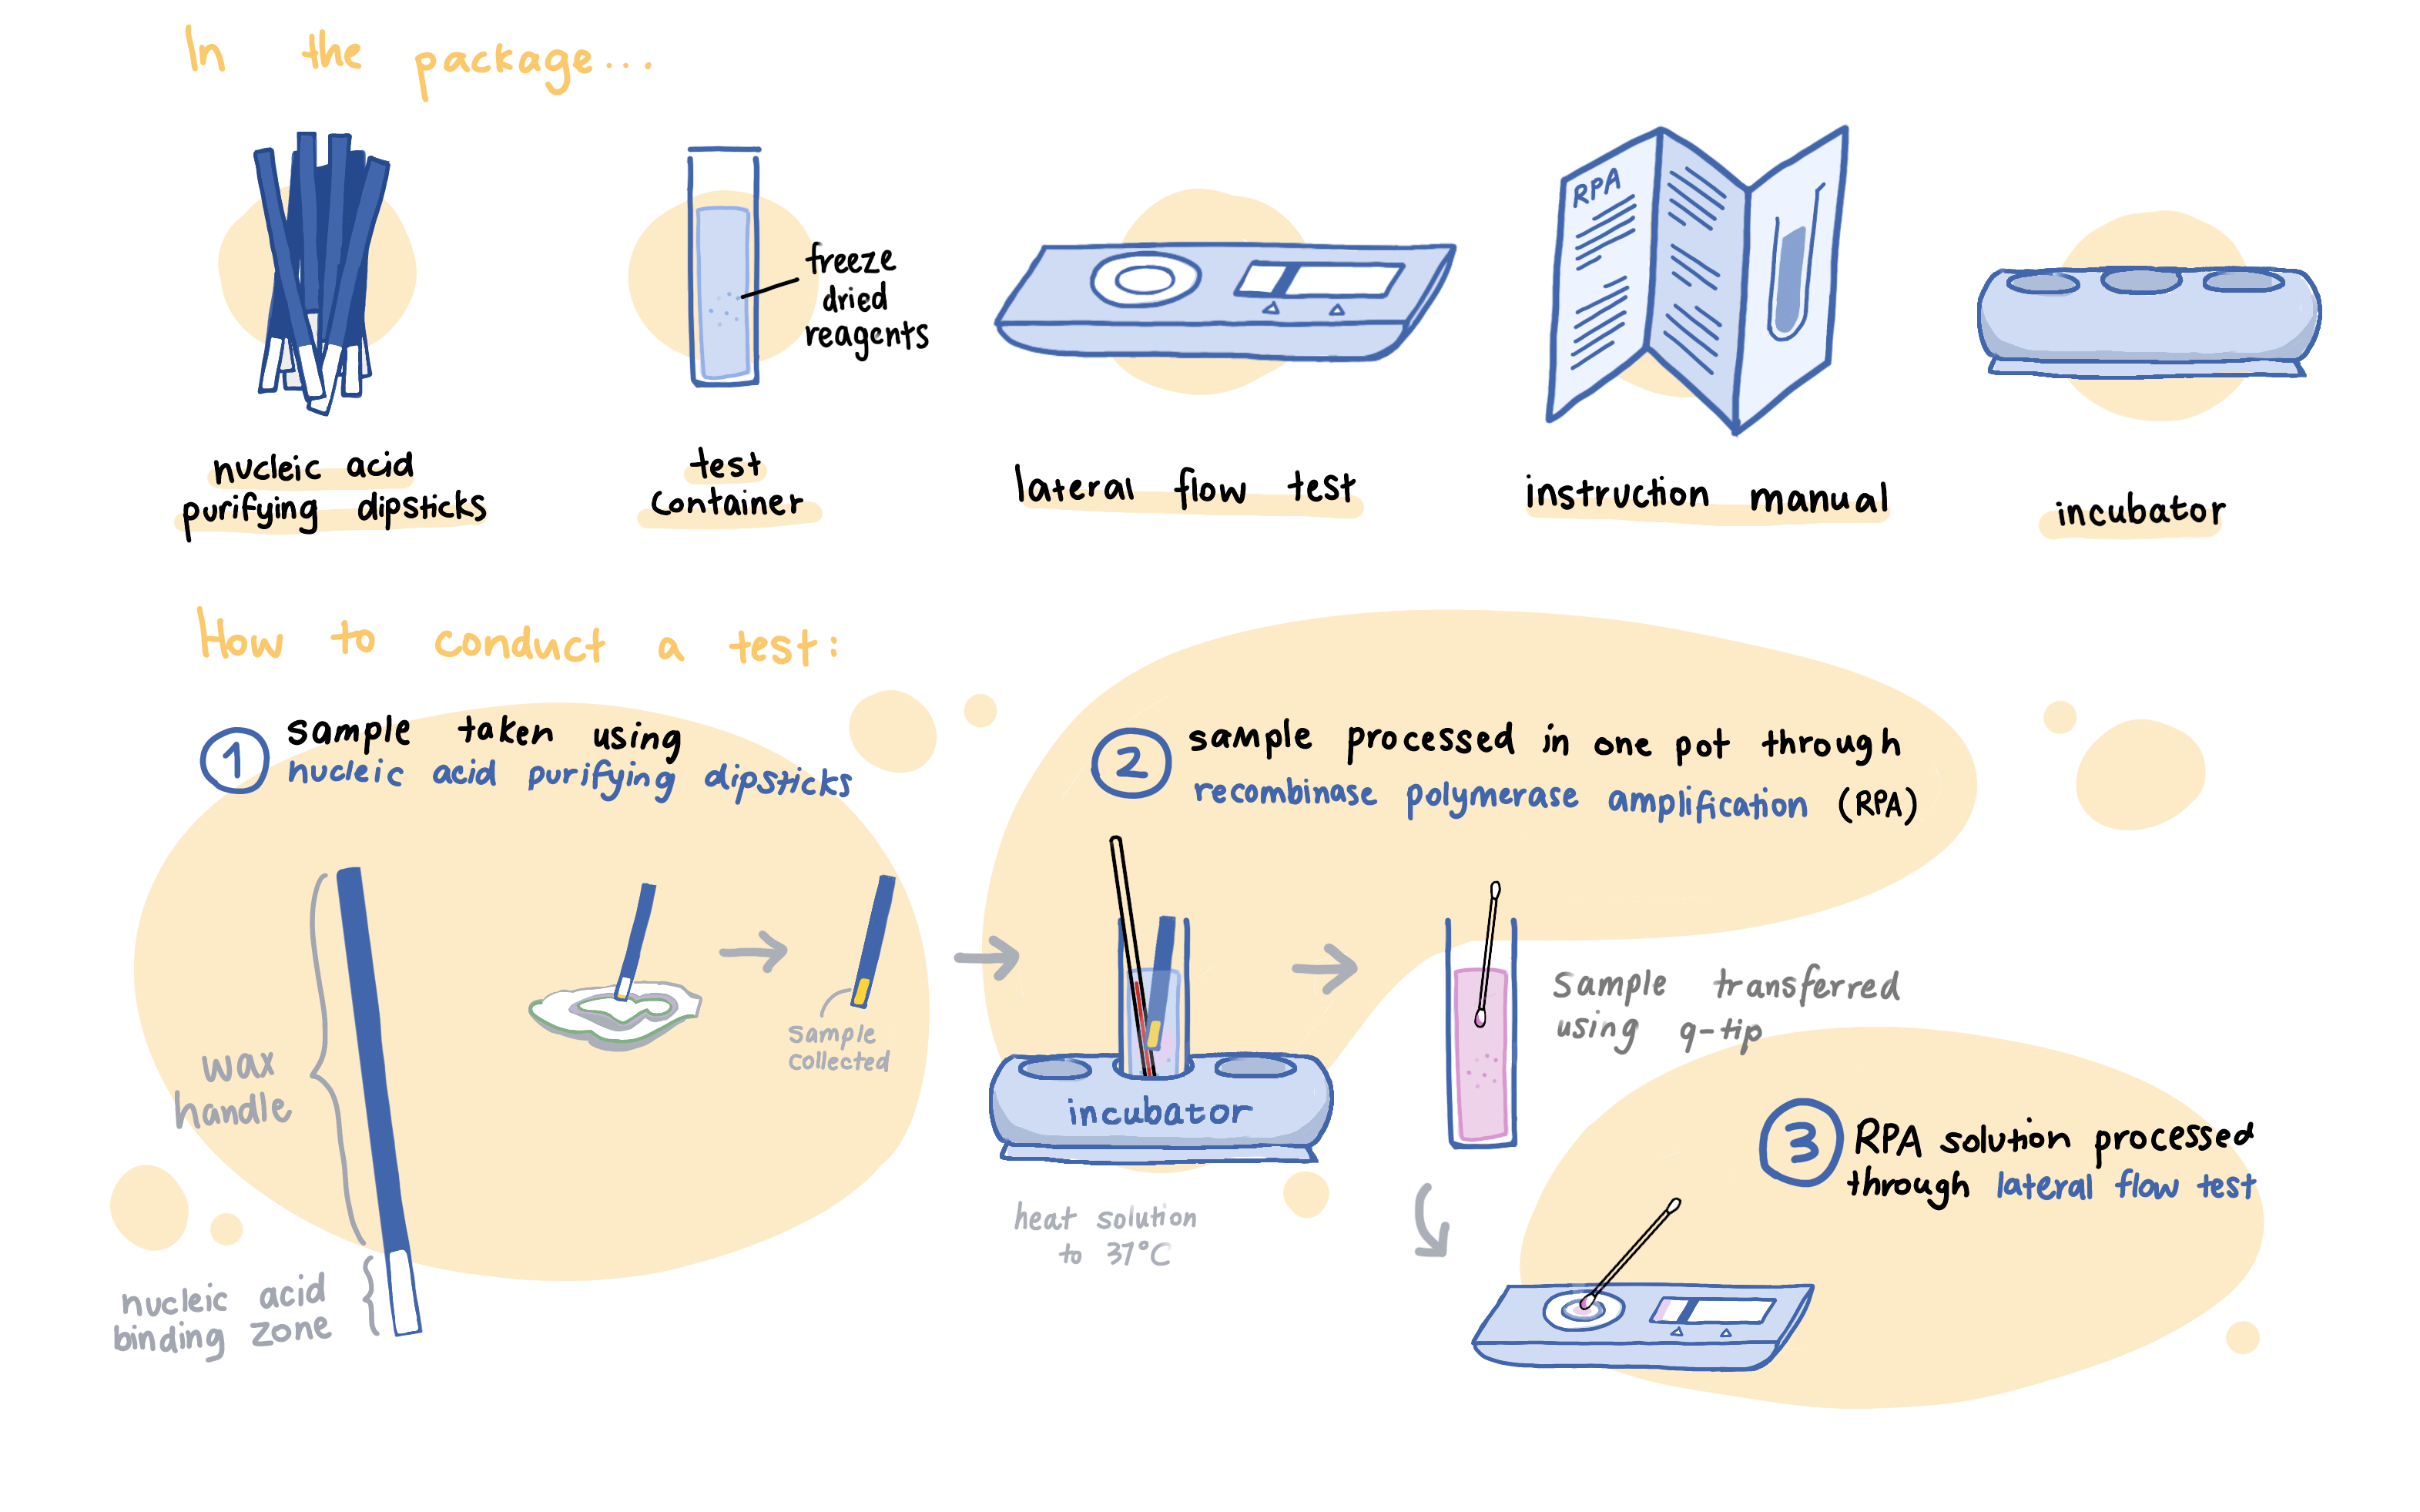 In the package...
RPA
freeze
dried
reagents
nucleic acid
purifying dipsticks
test
container
lateral flow test
instruction manual
incubator
How to conduct a test:
1
sample taken using
nucleic acid purifying dipsticks
wax
handle
nucleic acid
binding zone
sample
collected
2
sample processed in one pot through
recombinase polymerase amplification (RPA)
incubator
heat solution
to 37°C
sample transferred
using q-tip
3
RPA solution processed
through lateral flow test